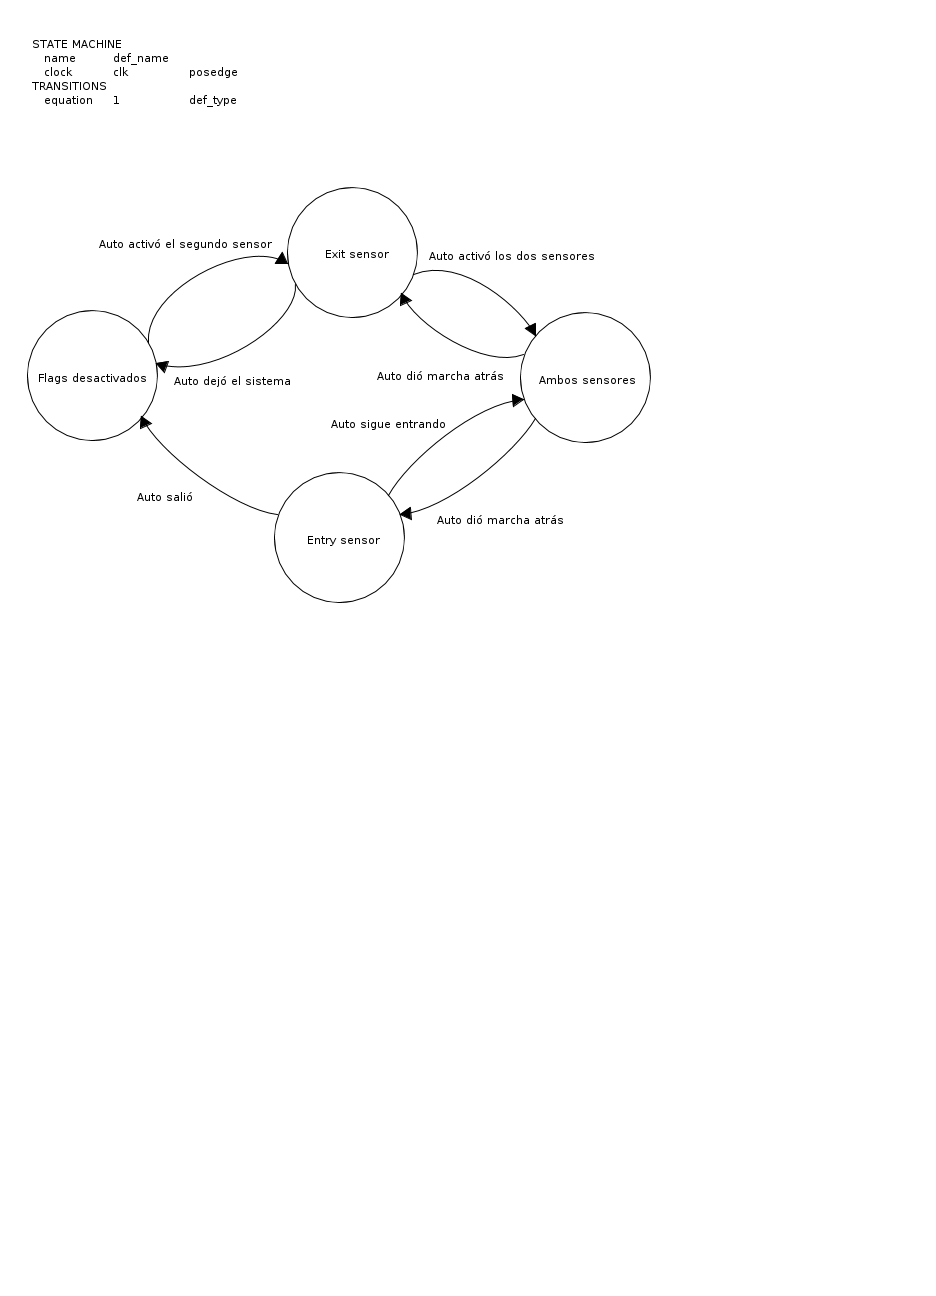 STATE MACHINE
name def_name
clock clk posedge
TRANSITIONS
equation 1 def_type
Auto activó el segundo sensor
Exit sensor
Auto activó los dos sensores
Flags desactivados
Auto dejó el sistema
Auto dió marcha atrás
Ambos sensores
Auto sigue entrando
Auto salió
Auto dió marcha atrás
Entry sensor